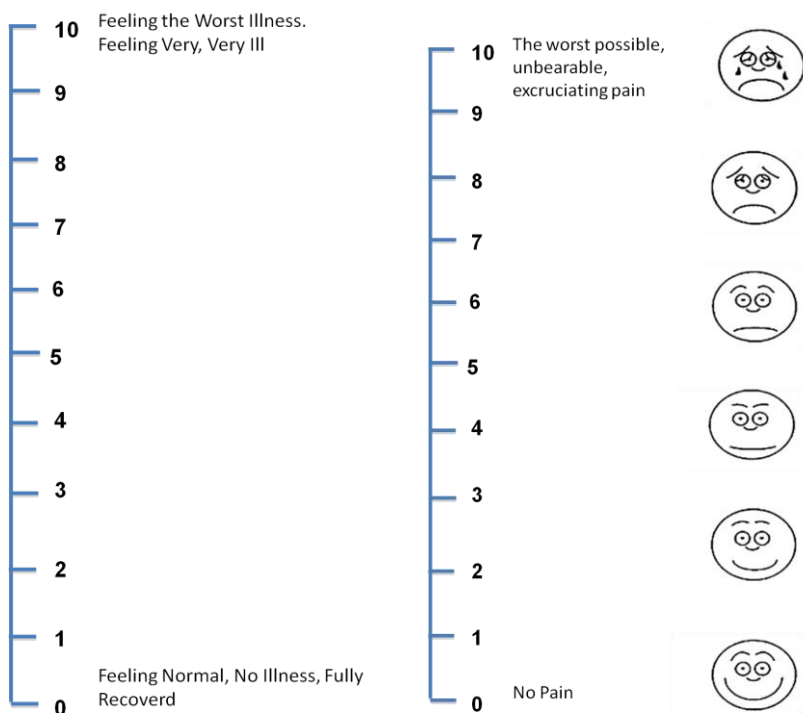 10
Feeling the Worst Illness.
Feeling Very, Very Ill
9
8
7
6
5
4
3
2
1
Feeling Normal, No Illness, Fully
Recoverd
0
10
The worst possible,
unbearable,
excruciating pain
9
8
7
6
5
4
3
2
1
0
No Pain